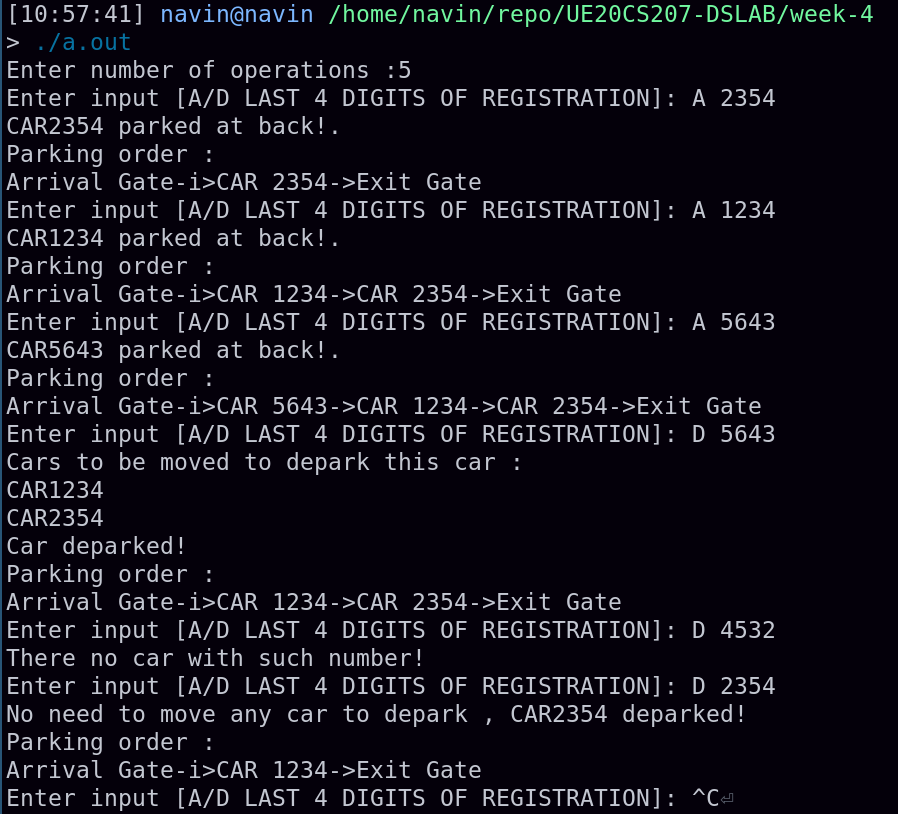 [10:57:41] navin@navin /home/navin/repo/UE20CS207-DSLAB/week-4
> ./a.out
Enter number of operations :5
Enter input [A/D LAST 4 DIGITS OF REGISTRATION]: A 2354
CAR2354 parked at back!.
Parking order :
Arrival Gate-i>CAR 2354->Exit Gate
Enter input [A/D LAST 4 DIGITS OF REGISTRATION]: A 1234
CAR1234 parked at back!.
Parking order :
Arrival Gate-i>CAR 1234->CAR 2354->Exit Gate
Enter input [A/D LAST 4 DIGITS OF REGISTRATION]: A 5643
CAR5643 parked at back!.
Parking order :
Arrival Gate-i>CAR 5643->CAR 1234->CAR 2354->Exit Gate
Enter input [A/D LAST 4 DIGITS OF REGISTRATION]: D 5643
Cars to be moved to depark this car :
CAR1234
CAR2354
Car deparked!
Parking order :
Arrival Gate-i>CAR 1234->CAR 2354->Exit Gate
Enter input [A/D LAST 4 DIGITS OF REGISTRATION]: D 4532
There no car with such number!
Enter input [A/D LAST 4 DIGITS OF REGISTRATION]: D 2354
No need to move any car to depark , CAR2354 deparked!
Parking order :
Arrival Gate-i>CAR 1234->Exit Gate
Enter input [A/D LAST 4 DIGITS OF REGISTRATION]: ^C⏎